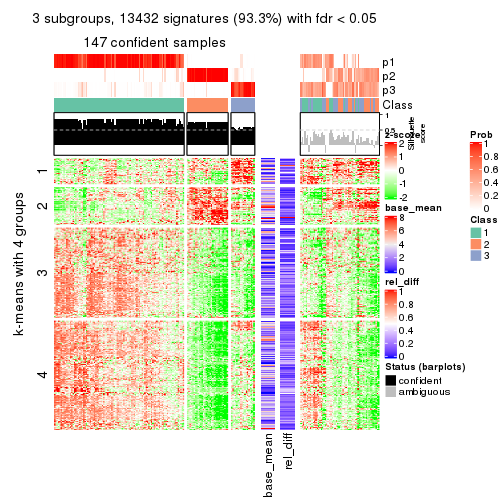 3 subgroups, 13432 signatures (93.3%) with fdr < 0.05
147 confident samples
p1
p2
p3
Class
1
0.5
Silhouette
score
k-means with 4 groups
1
2
3
4
base_mean
rel_diff
z-score
2
1
0
-1
-2
base_mean
8
6
4
2
0
rel_diff
1
0.8
0.6
0.4
0.2
0
Status (barplots)
confident
ambiguous
Prob
1
0.8
0.6
0.4
0.2
0
Class
1
2
3